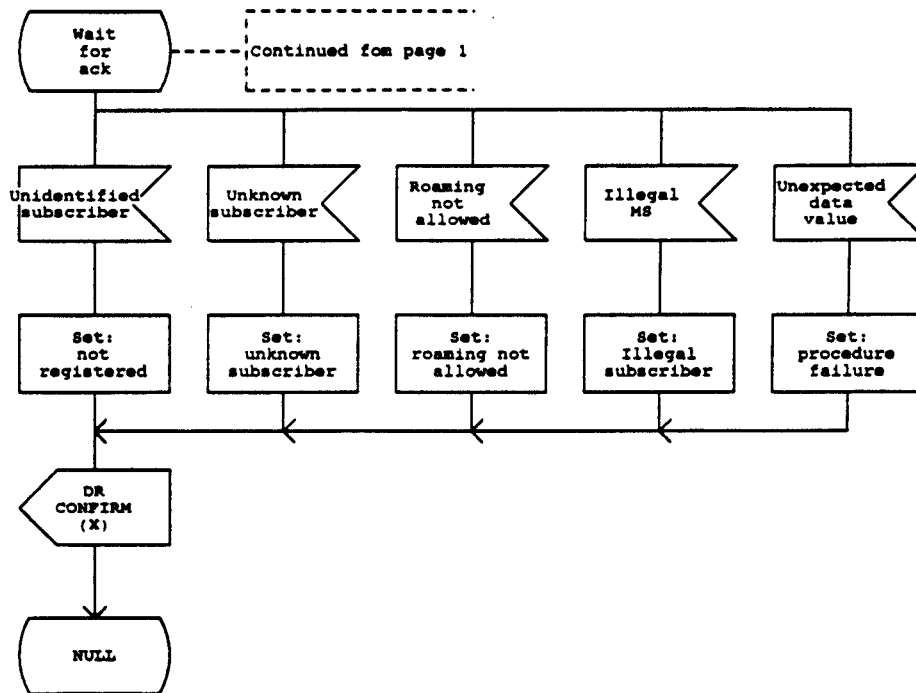 Wait
for
ack
Continued fom page 1
Unidentified
subscriber
Unknown
subscriber
Roaming
not
allowed
Illegal
MS
Unexpected
data
value
Set:
not
registered
Set:
unknown
subscriber
Set:
roaming not
allowed
Set:
Illegal
subscriber
Set:
procedure
failure
DR
CONFIRM
(X)
NULL